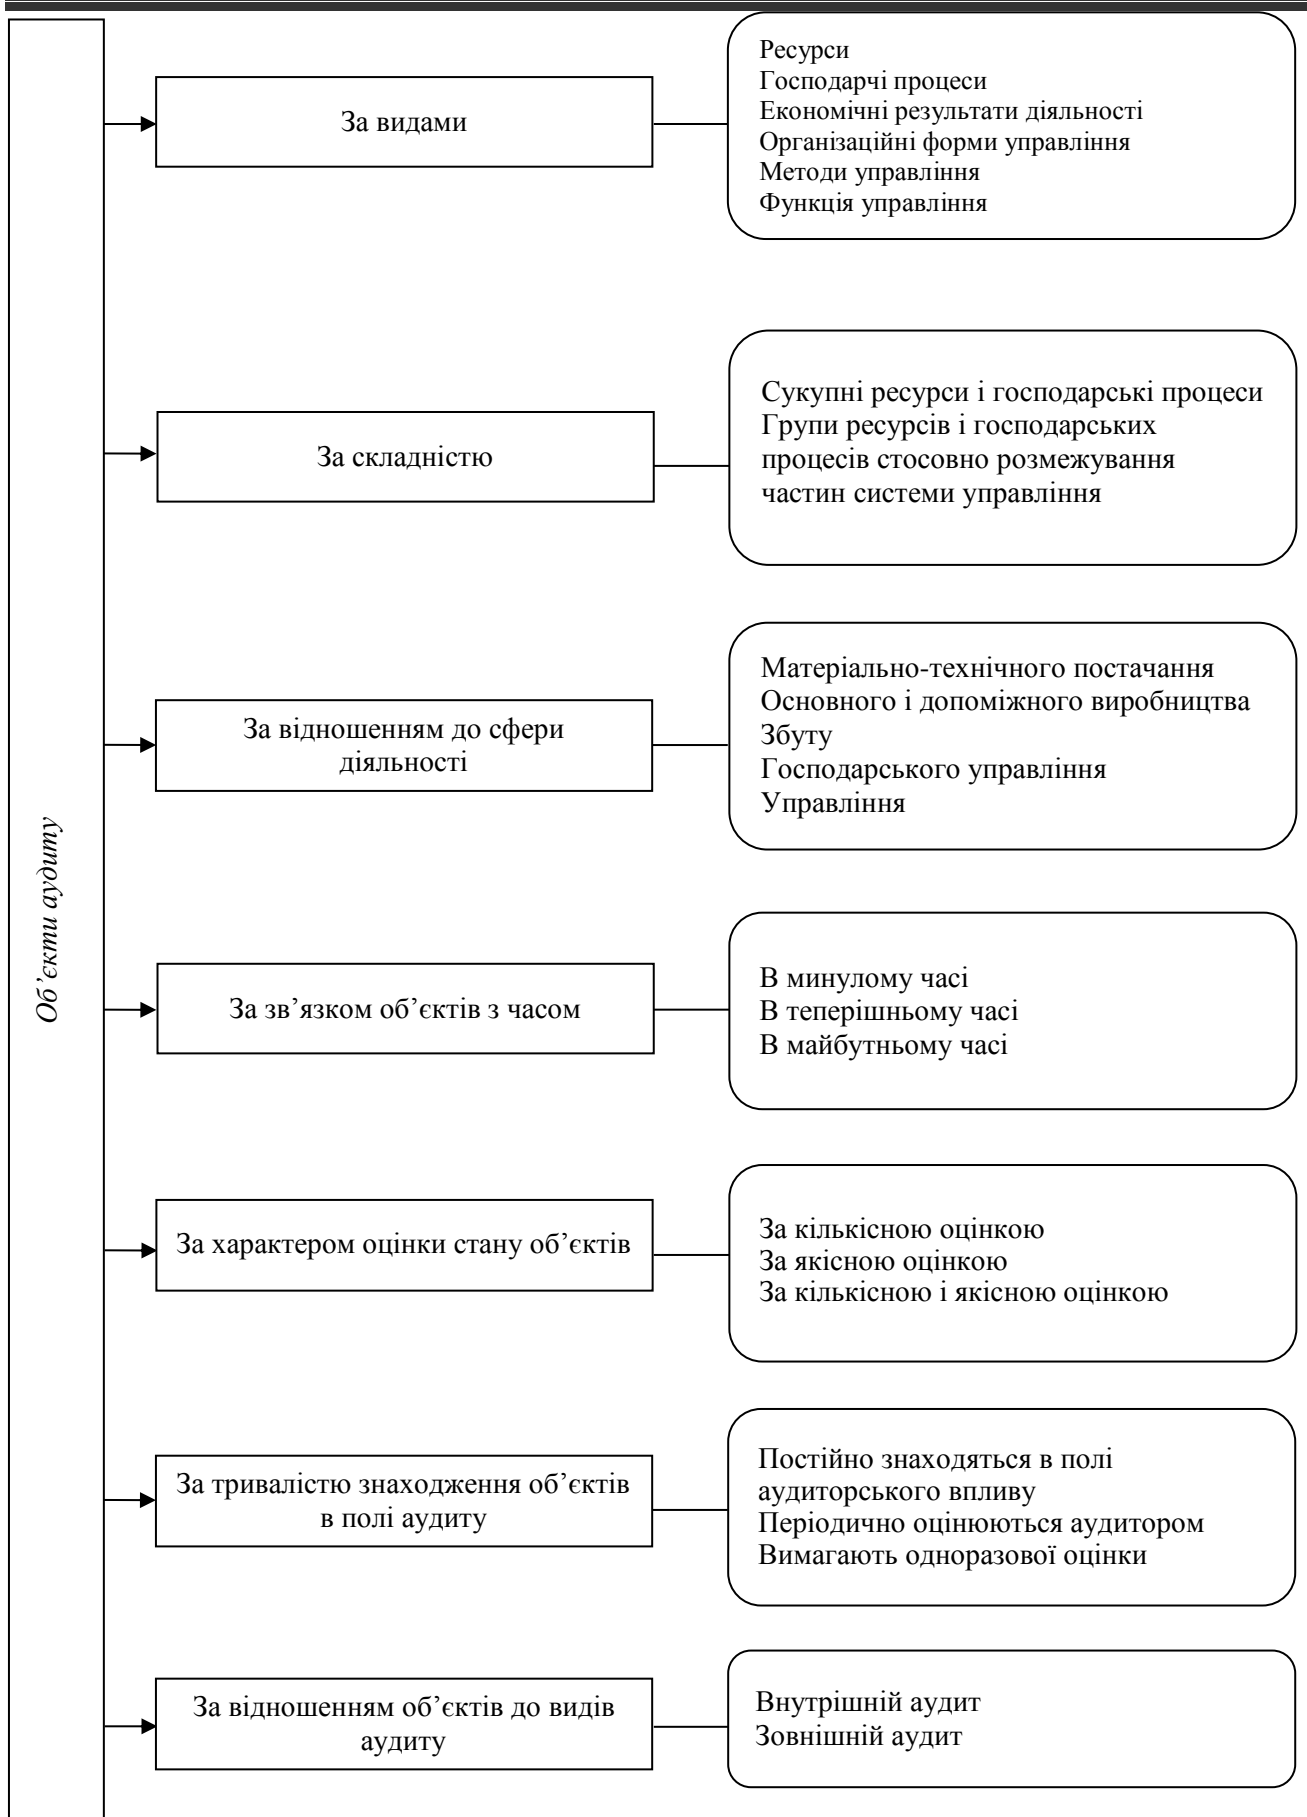 Об’єкти аудиту
За видами
Ресурси
Господарчі процеси
Економічні результати діяльності
Організаційні форми управління
Методи управління
Функція управління
За складністю
Сукупні ресурси і господарські процеси
Групи ресурсів і господарських
процесів стосовно розмежування
частин системи управління
За відношенням до сфери
діяльності
Матеріально-технічного постачання
Основного і допоміжного виробництва
Збуту
Господарського управління
Управління
За зв’язком об’єктів з часом
В минулому часі
В теперішньому часі
В майбутньому часі
За характером оцінки стану об’єктів
За кількісною оцінкою
За якісною оцінкою
За кількісною і якісною оцінкою
За тривалістю знаходження об’єктів
в полі аудиту
Постійно знаходяться в полі
аудиторського впливу
Періодично оцінюються аудитором
Вимагають одноразової оцінки
За відношенням об’єктів до видів
аудиту
Внутрішній аудит
Зовнішній аудит